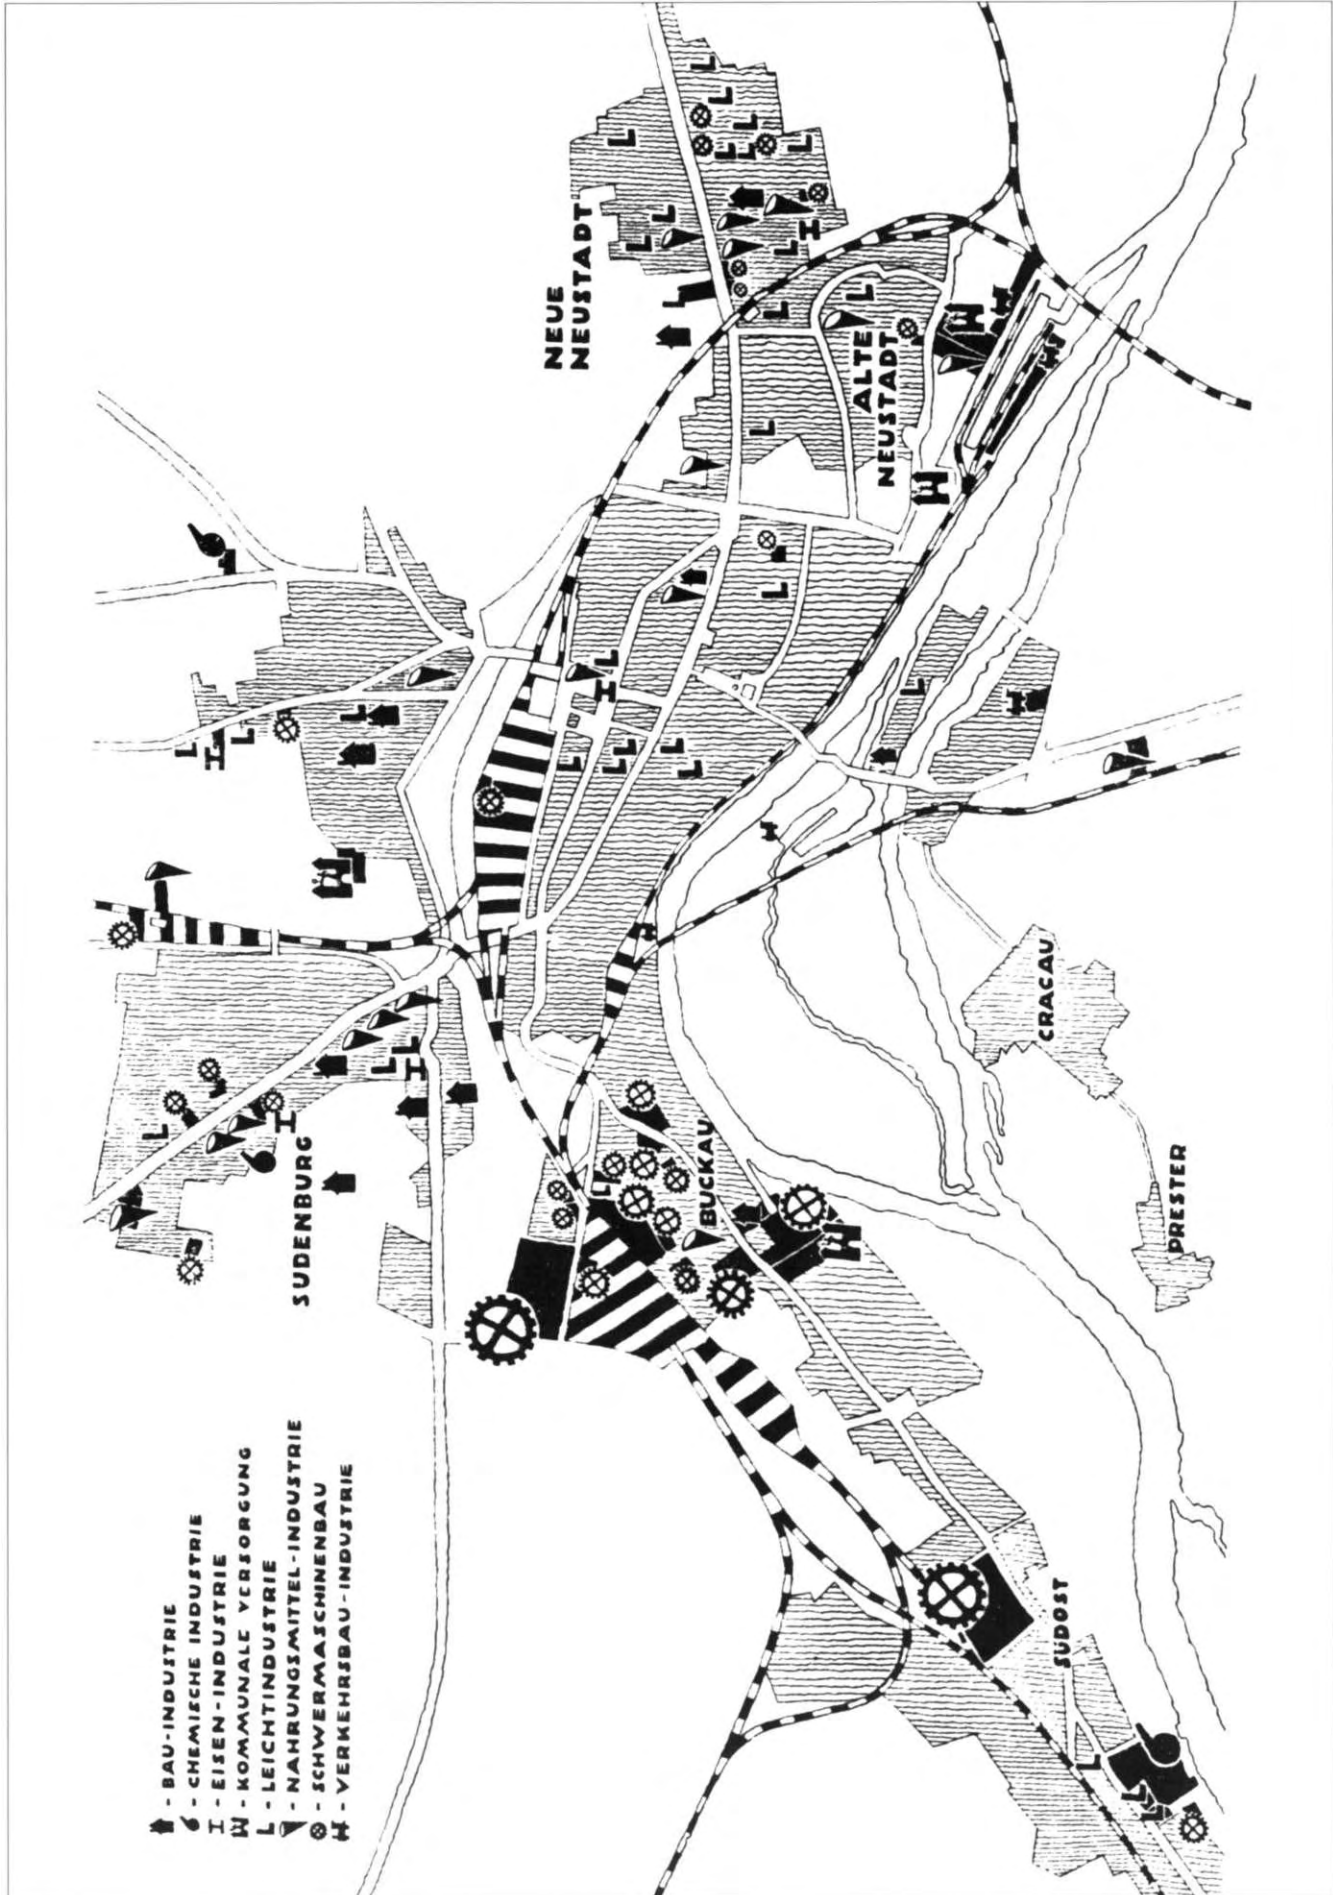 NEUE
NEUSTADT
ALTE
NEUSTADT
CRACAU
PRESTER
BUCKAU
SUDENBURG
SÜDOST
- BAU-INDUSTRIE
- CHEMISCHE INDUSTRIE
I - EISEN-INDUSTRIE
- KOMMUNALE VERSORGUNG
L - LEICHTINDUSTRIE
- NAHRUNGSMITTEL-INDUSTRIE
- SCHWERMASCHINENBAU
- VERKEHRSBAU-INDUSTRIE